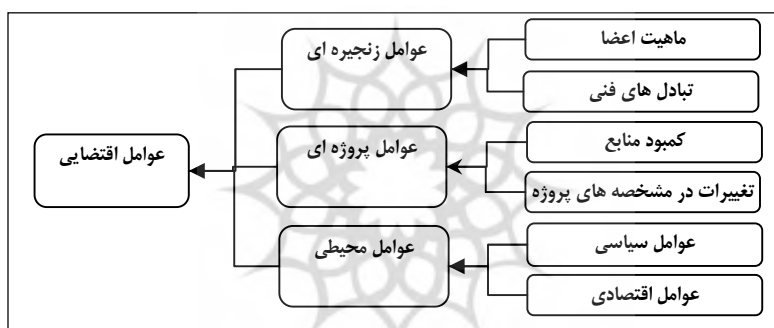 ماهیت اعضا
عوامل زنجیره ای
تبادل های فنی
کمبود منابع
عوامل پروژه ای
عوامل اقتضایی
تغییرات در مشخصه های پروژه
عوامل سیاسی
عوامل محیطی
عوامل اقتصادی